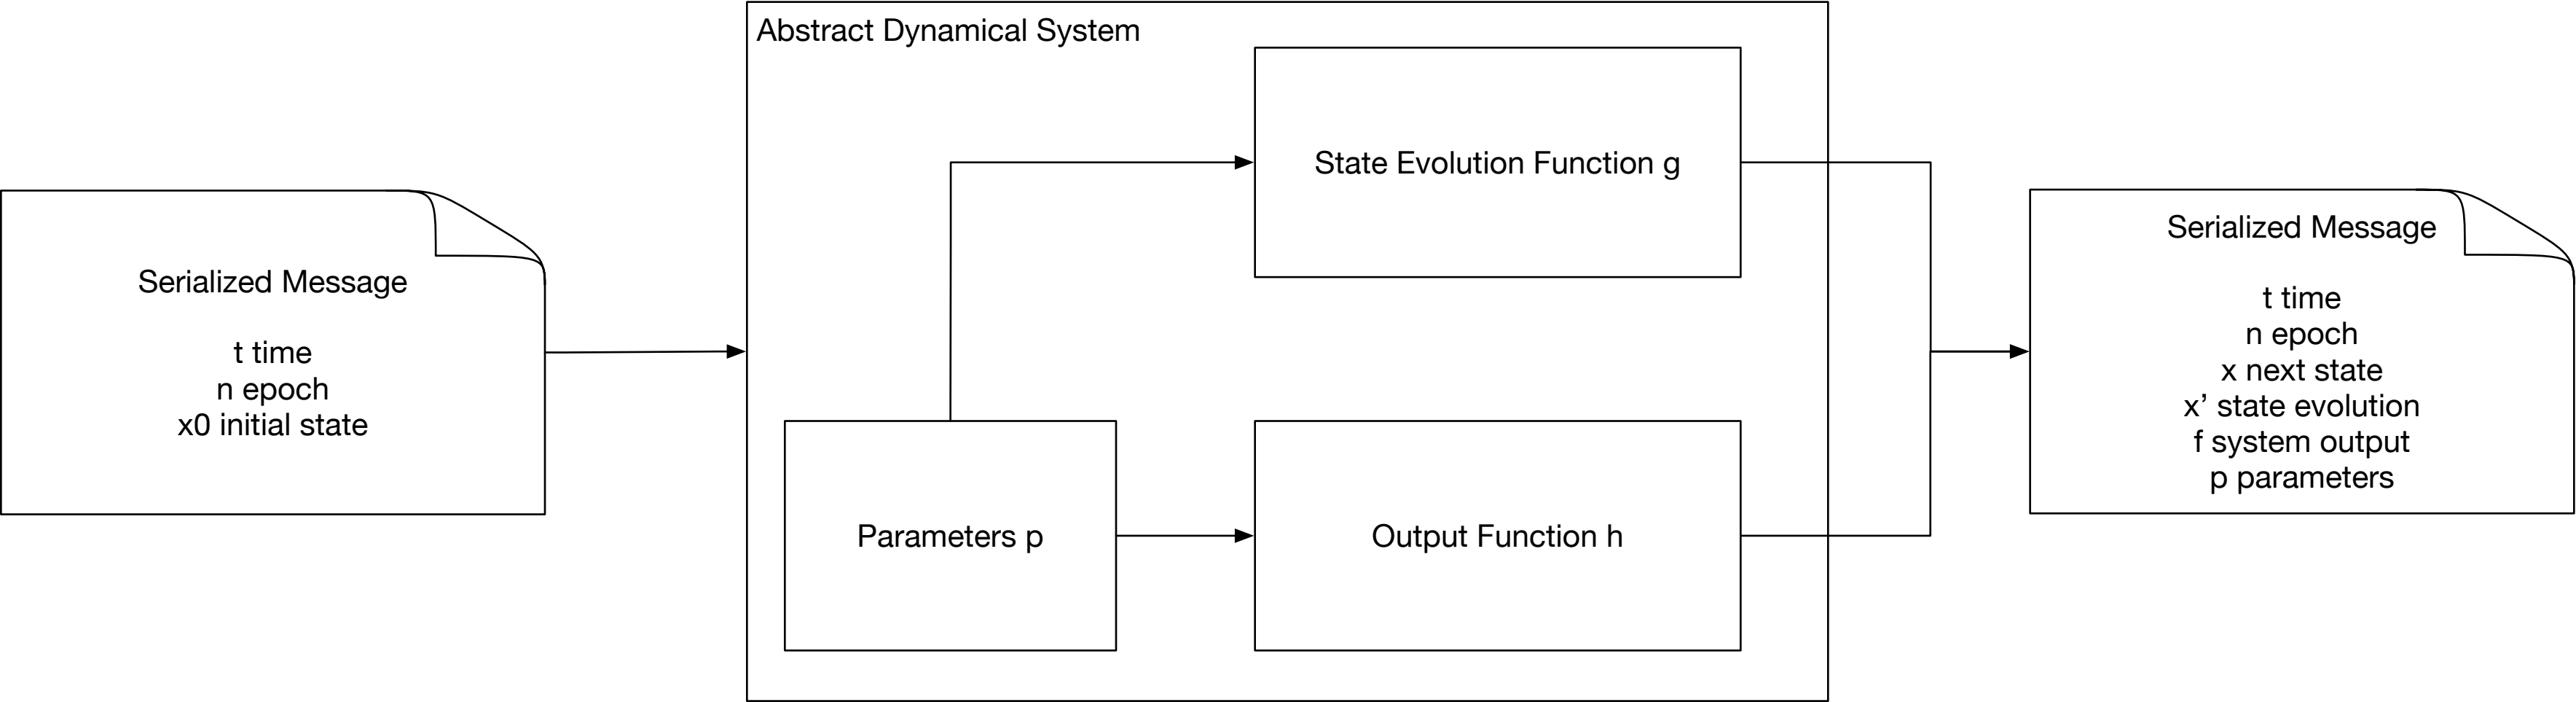 Serialized Message
t time
n epoch
x0 initial state
Abstract Dynamical System
State Evolution Function g
Parameters p
Output Function h
Serialized Message
t time
n epoch
x next state
x’ state evolution
f system output
p parameters